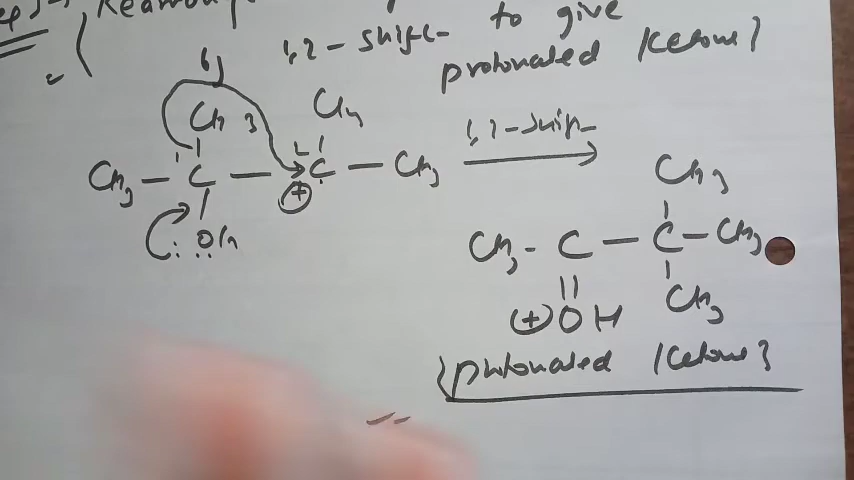 to give
1,2 - shift
protonated ketone}
CH3
CH3
1,2-shift
CH3 — C — C — CH3
(+)
:OH
CH3
CH3 - C — C — CH3
(+) OH
CH3
{protonated ketone}